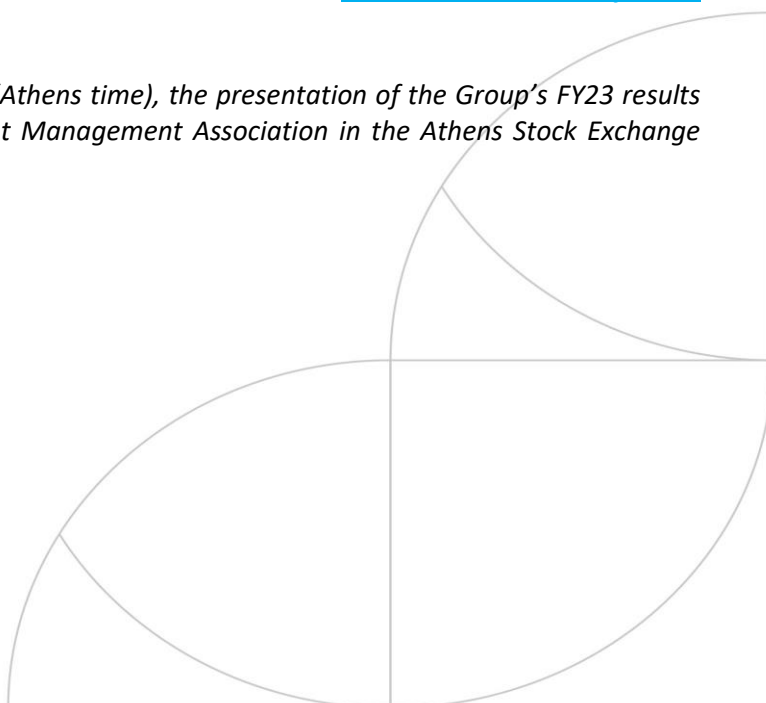 (Athens time), the presentation of the Group’s FY23 results
t Management Association in the Athens Stock Exchange